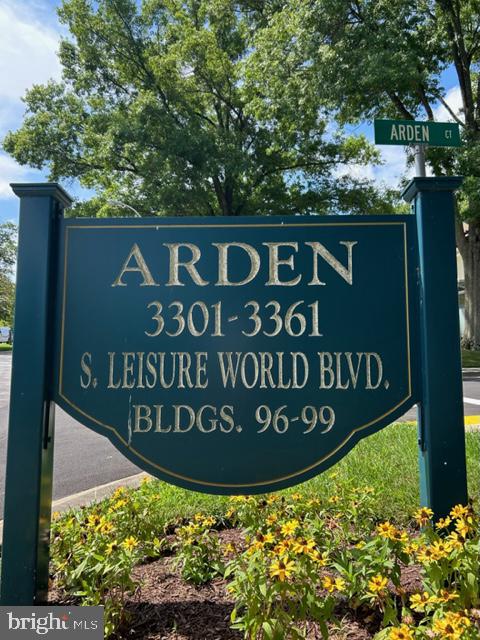 ARDEN CT
ARDEN
3301-3361
S. LEISURE WORLD BLVD.
BLDGS. 96-99
bright MLS